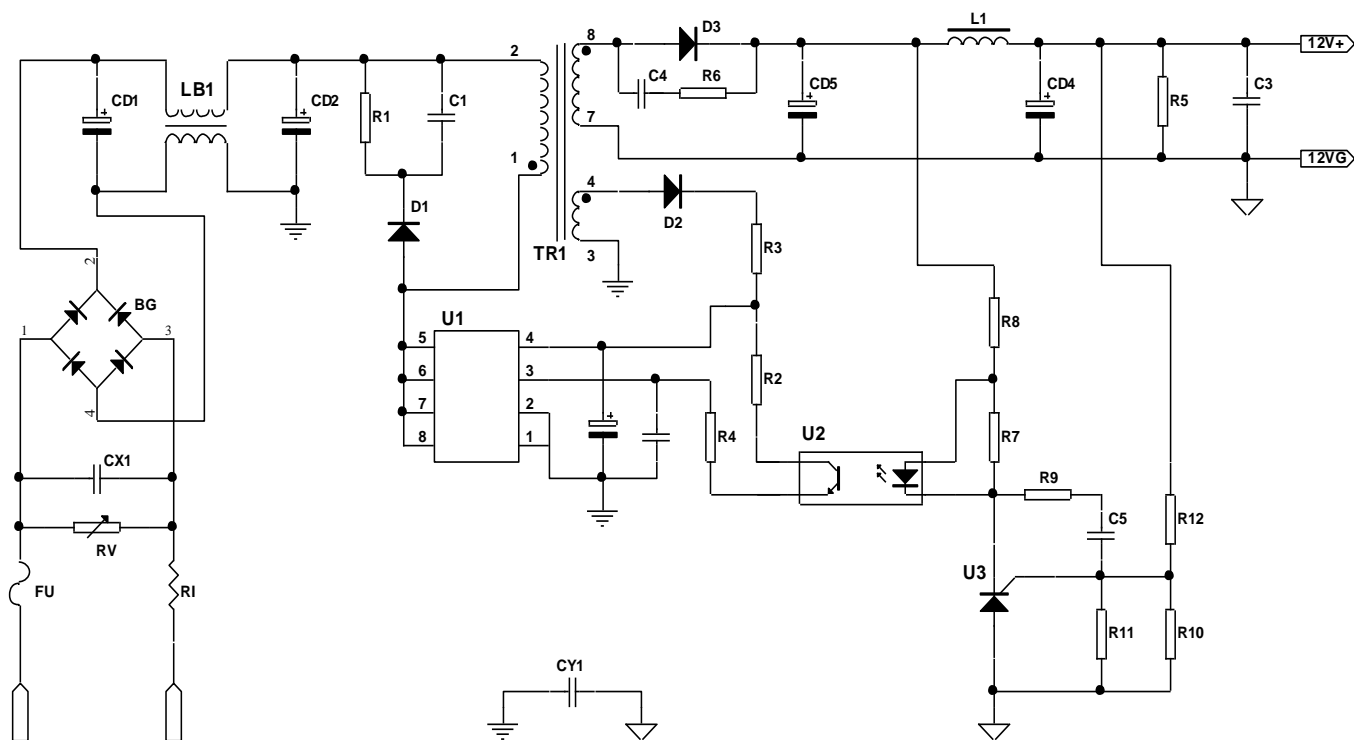 L1
8
D3
12V+
2
C4
R6
LB1
CD1
CD2
R1
C1
CD5
CD4
R5
C3
7
1
12VG
4
D1
D2
TR1
3
R3
2
BG
U1
R8
1
3
5
4
6
3
R2
7
2
R4
U2
R7
4
8
1
CX1
R9
C5
R12
RV
U3
FU
RI
R11
R10
CY1
+
+
+
+
+